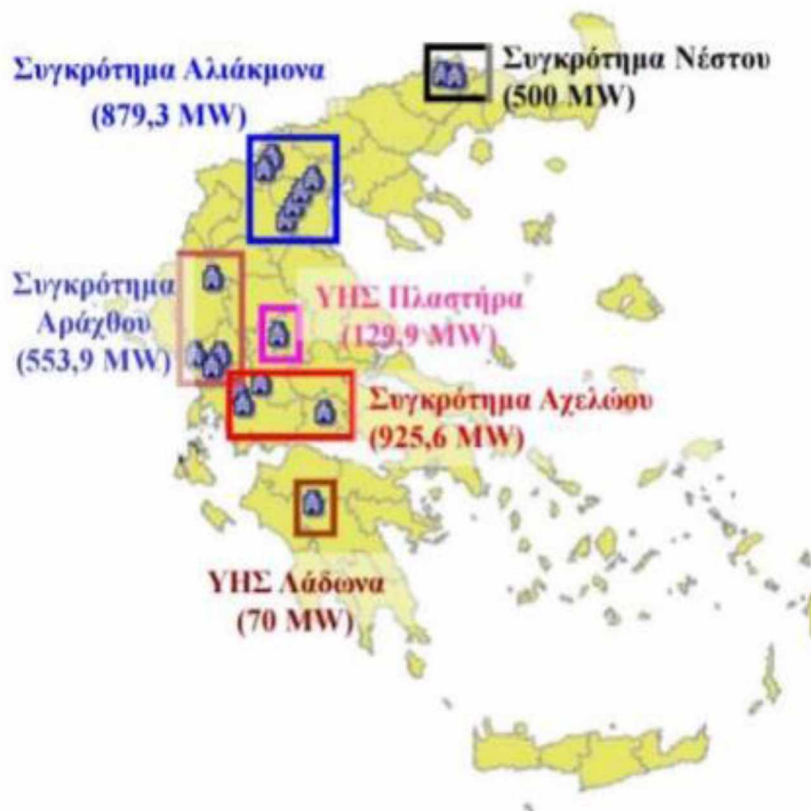 Συγκρότημα Νέστου
(500 MW)
Συγκρότημα Αλιάκμονα
(879,3 MW)
Συγκρότημα
Αράχθου
(553,9 MW)
ΥΗΣ Πλαστήρα
(129,9 MW)
Συγκρότημα Αχελώου
(925,6 MW)
ΥΗΣ Λάδωνα
(70 MW)